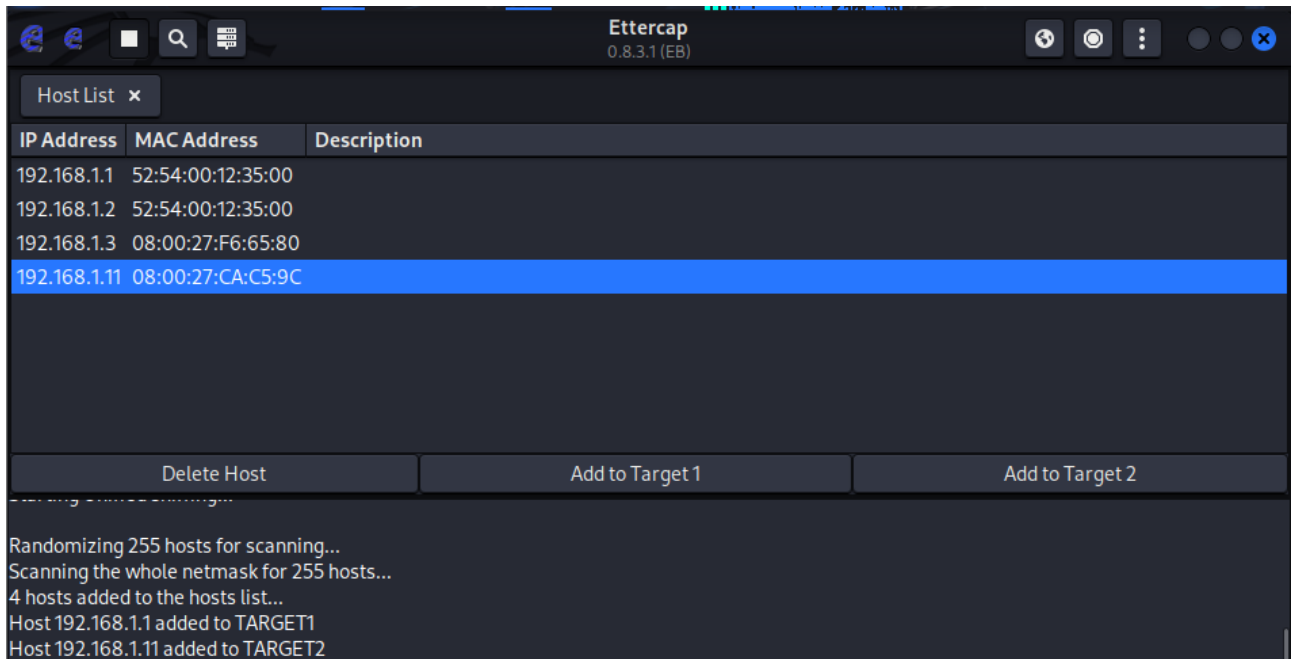 Ettercap
0.8.3.1 (EB)
Host List ×
IP Address MAC Address Description
192.168.1.1 52:54:00:12:35:00
192.168.1.2 52:54:00:12:35:00
192.168.1.3 08:00:27:F6:65:80
192.168.1.11 08:00:27:CA:C5:9C
Delete Host Add to Target 1 Add to Target 2
Randomizing 255 hosts for scanning...
Scanning the whole netmask for 255 hosts...
4 hosts added to the hosts list...
Host 192.168.1.1 added to TARGET1
Host 192.168.1.11 added to TARGET2